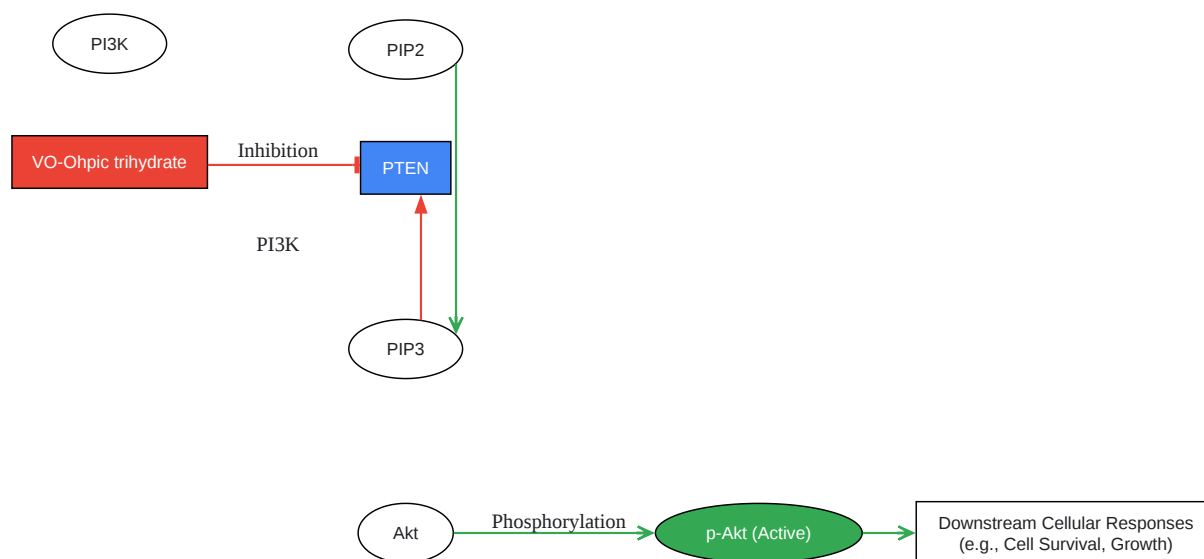 PI3K
PIP2
VO-Ohpic trihydrate
Inhibition
PTEN
PI3K
PIP3
Akt
Phosphorylation
p-Akt (Active)
Downstream Cellular Responses
(e.g., Cell Survival, Growth)